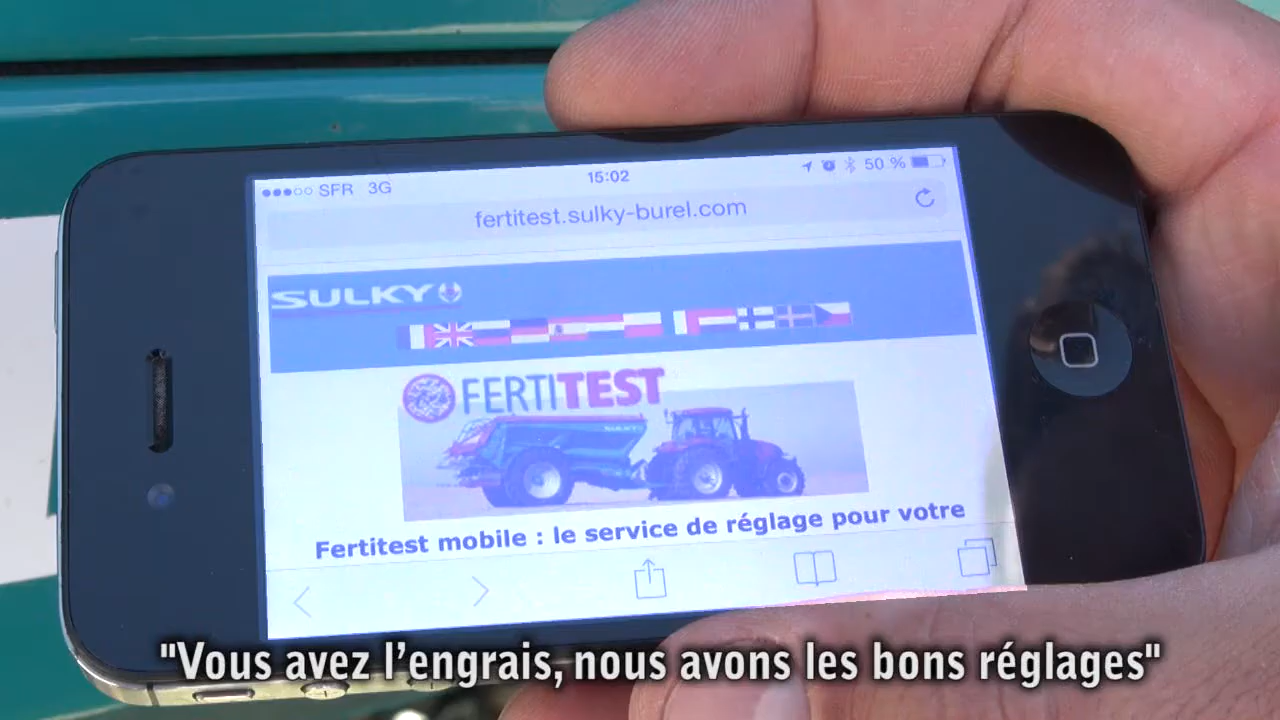 SFR 3G 15:02 50 %
fertitest.sulky-burel.com
SULKY
FERTITEST
SULKY
Fertitest mobile : le service de réglage pour votre
"Vous avez l’engrais, nous avons les bons réglages"